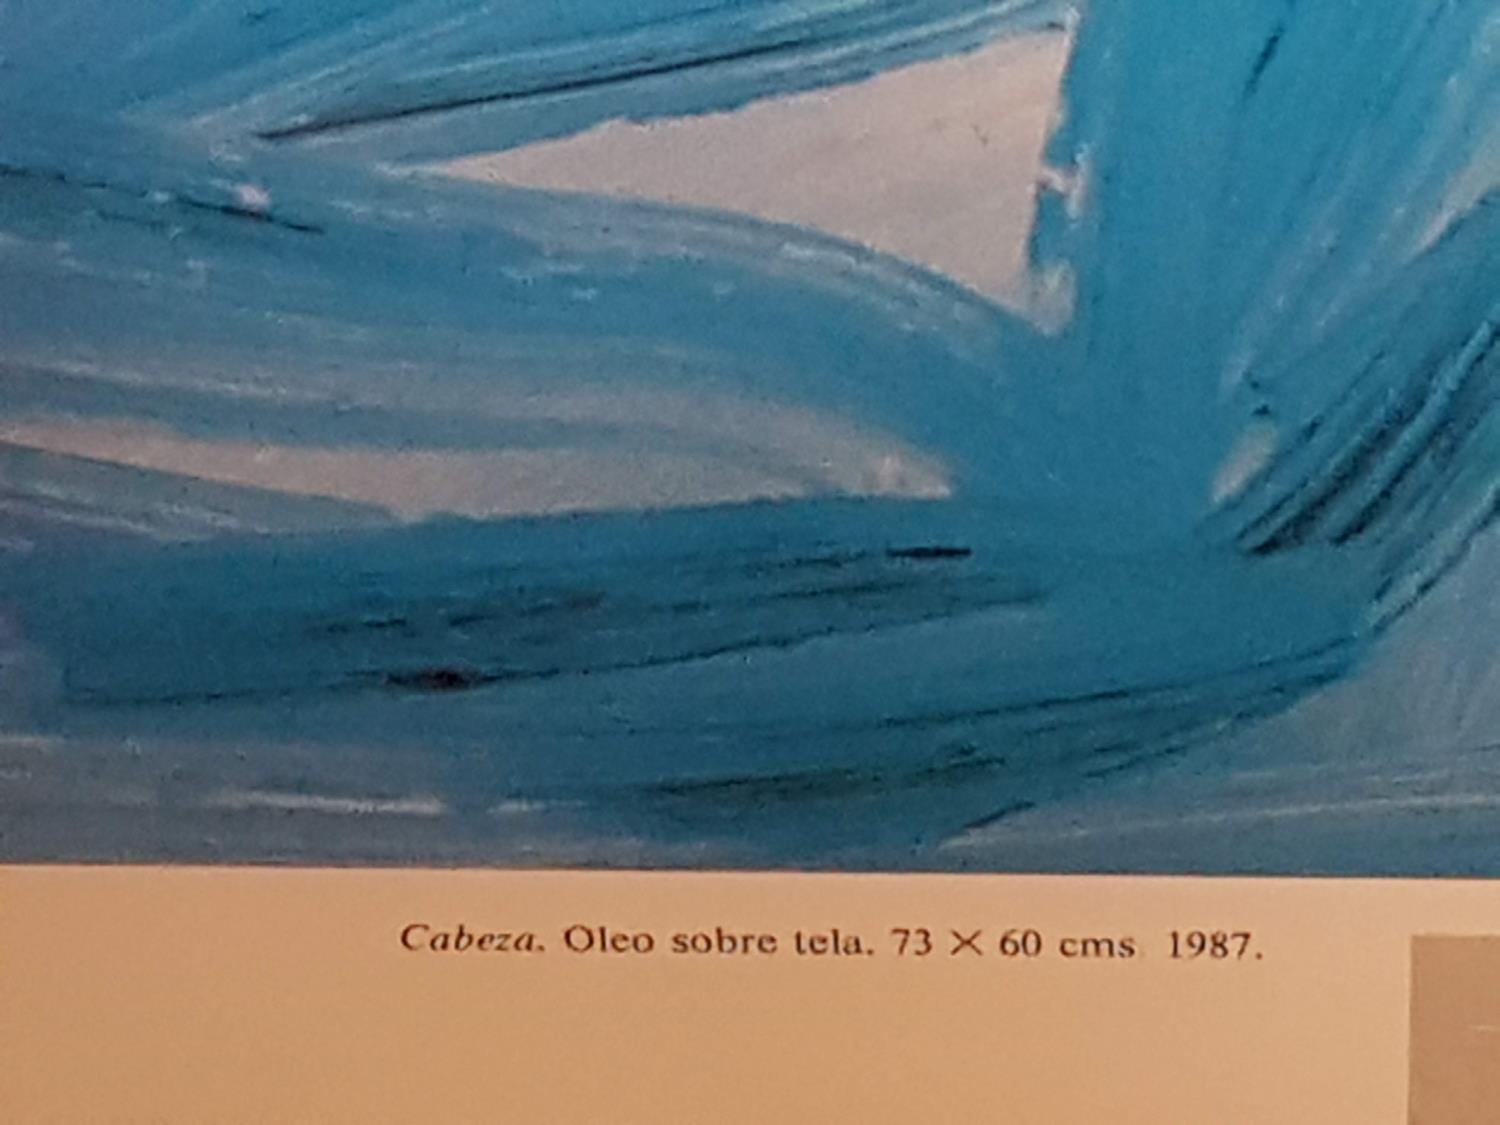 Cabeza. Oleo sobre tela. 73 × 60 cms. 1987.